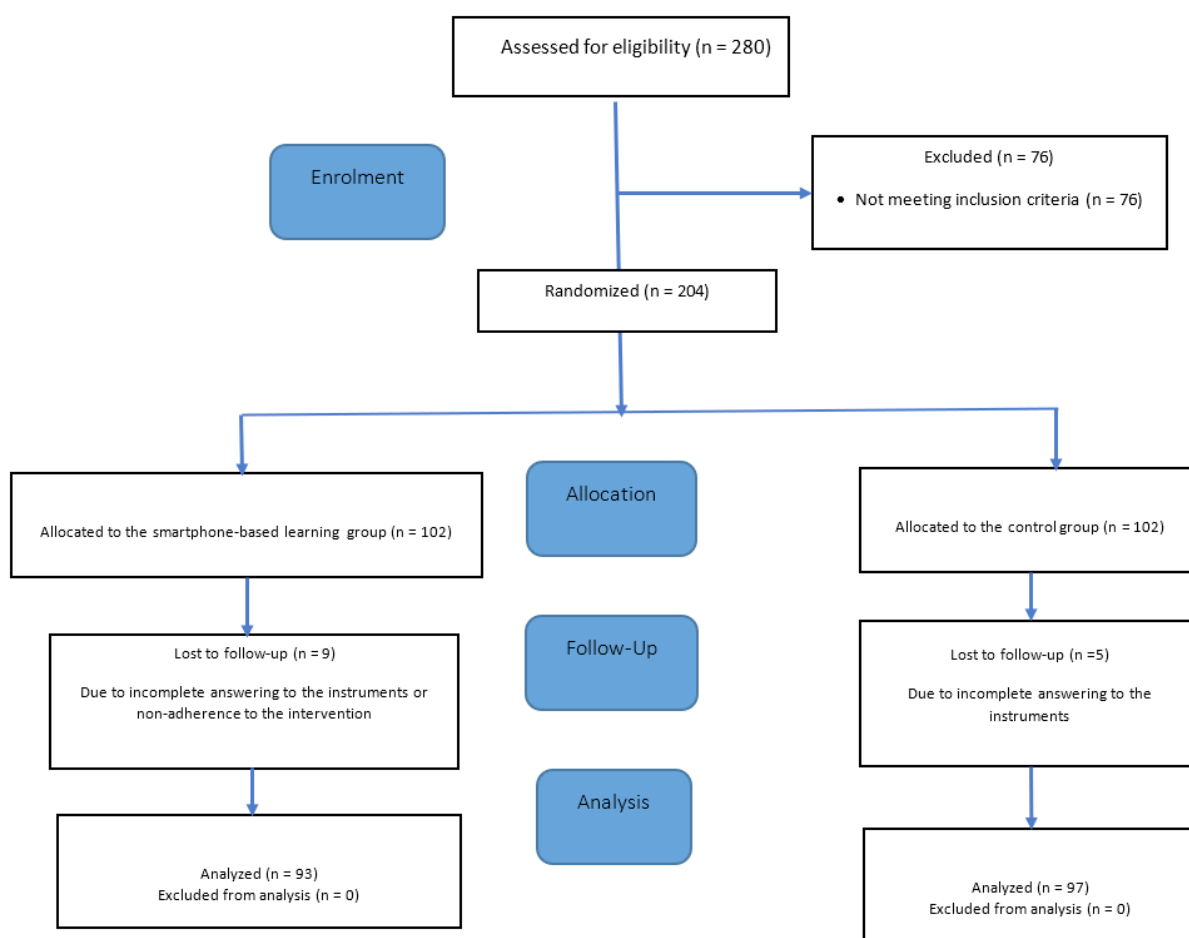 Assessed for eligibility (n = 280)
Enrolment
Excluded (n = 76)
• Not meeting inclusion criteria (n = 76)
Randomized (n = 204)
Allocation
Allocated to the smartphone-based learning group (n = 102)
Allocated to the control group (n = 102)
Follow-Up
Lost to follow-up (n = 9)
Due to incomplete answering to the instruments or
non-adherence to the intervention
Lost to follow-up (n =5)
Due to incomplete answering to the
instruments
Analysis
Analyzed (n = 93)
Excluded from analysis (n = 0)
Analyzed (n = 97)
Excluded from analysis (n = 0)